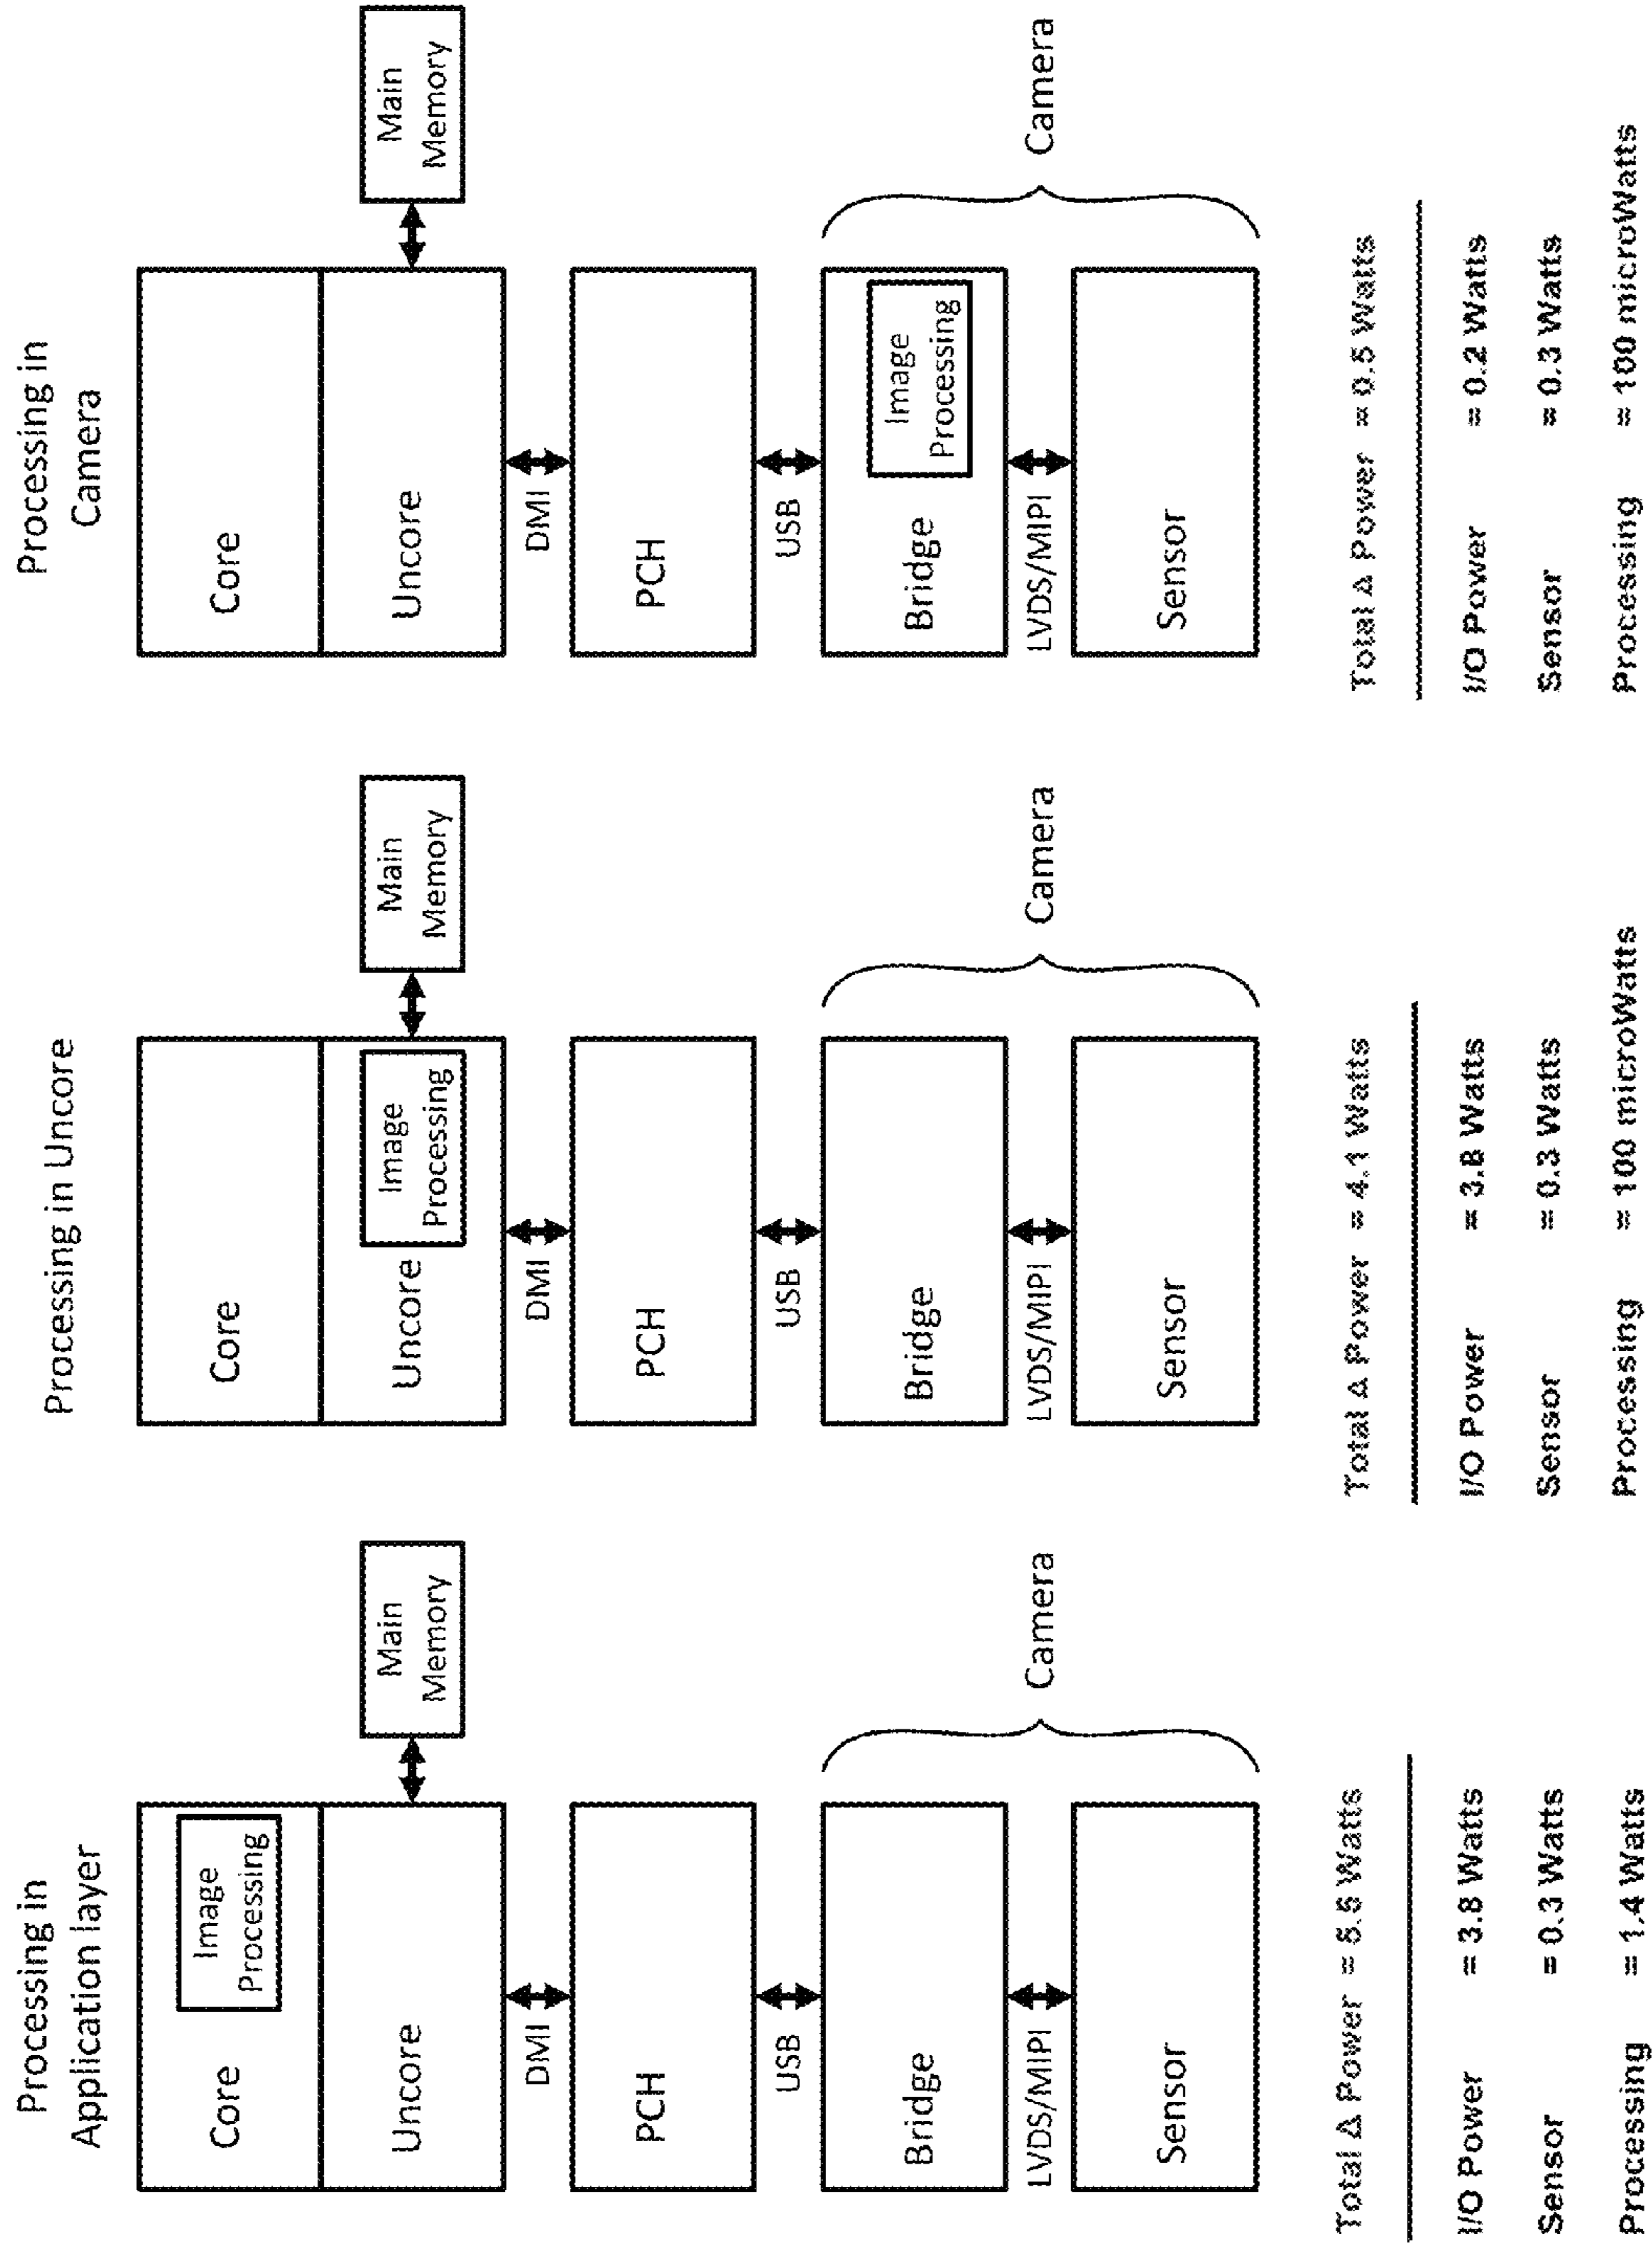 Processing in
Application layer
Core
Image
Processing
Uncore
Main
Memory
DMI
PCH
USB
Bridge
LVDS/MIPI
Sensor
Camera
Total Δ Power = 5.5 Watts
I/O Power = 3.8 Watts
Sensor = 0.3 Watts
Processing = 1.4 Watts
Processing in Uncore
Core
Uncore
Image
Processing
Main
Memory
DMI
PCH
USB
Bridge
LVDS/MIPI
Sensor
Camera
Total Δ Power = 4.1 Watts
I/O Power = 3.8 Watts
Sensor = 0.3 Watts
Processing = 100 microWatts
Processing in
Camera
Core
Uncore
Main
Memory
DMI
PCH
USB
Bridge
Image
Processing
LVDS/MIPI
Sensor
Camera
Total Δ Power = 0.5 Watts
I/O Power = 0.2 Watts
Sensor = 0.3 Watts
Processing = 100 microWatts